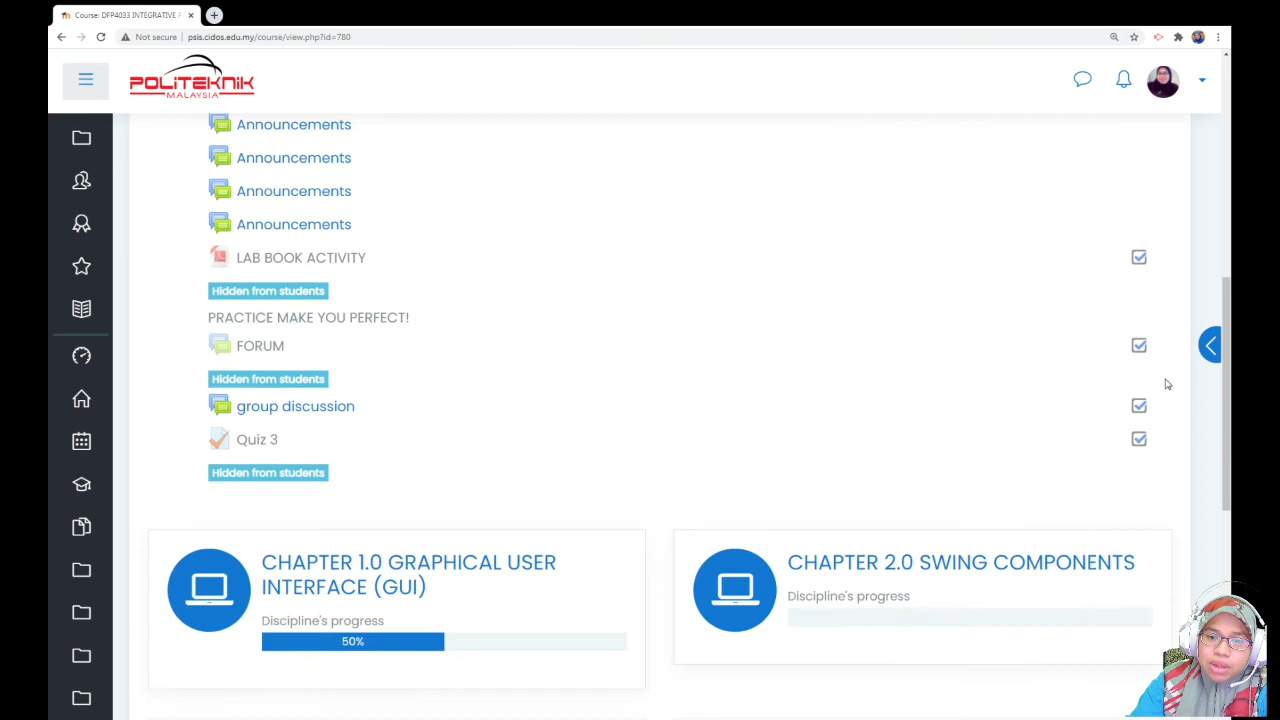 Course: DFP4033 INTEGRATIVE
Not secure
psis.cidos.edu.my/course/view.php?id=780
POLITEKNIK
MALAYSIA
Announcements
Announcements
Announcements
Announcements
LAB BOOK ACTIVITY
Hidden from students
PRACTICE MAKE YOU PERFECT!
FORUM
Hidden from students
group discussion
Quiz 3
Hidden from students
CHAPTER 1.0 GRAPHICAL USER
INTERFACE (GUI)
Discipline's progress
50%
CHAPTER 2.0 SWING COMPONENTS
Discipline's progress